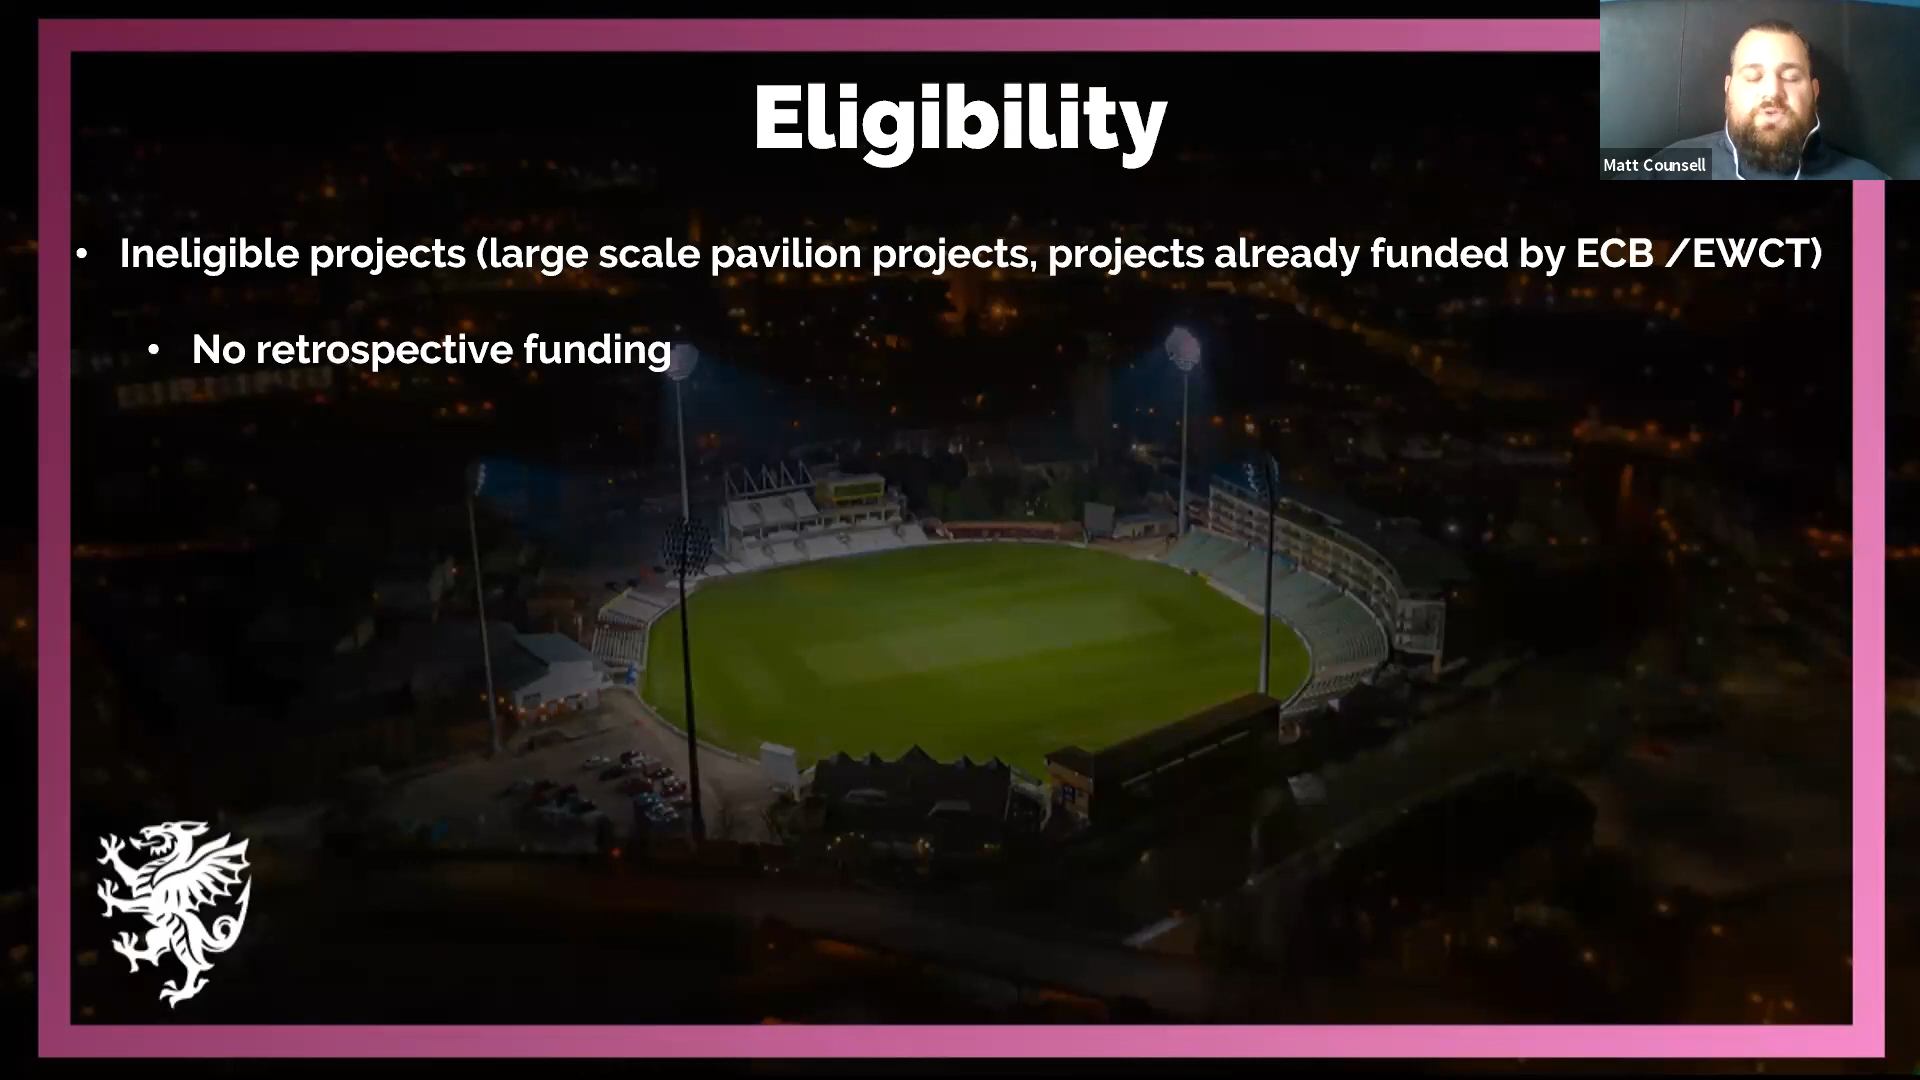 Eligibility
Matt Counsell
• Ineligible projects (large scale pavilion projects, projects already funded by ECB /EWCT)
• No retrospective funding